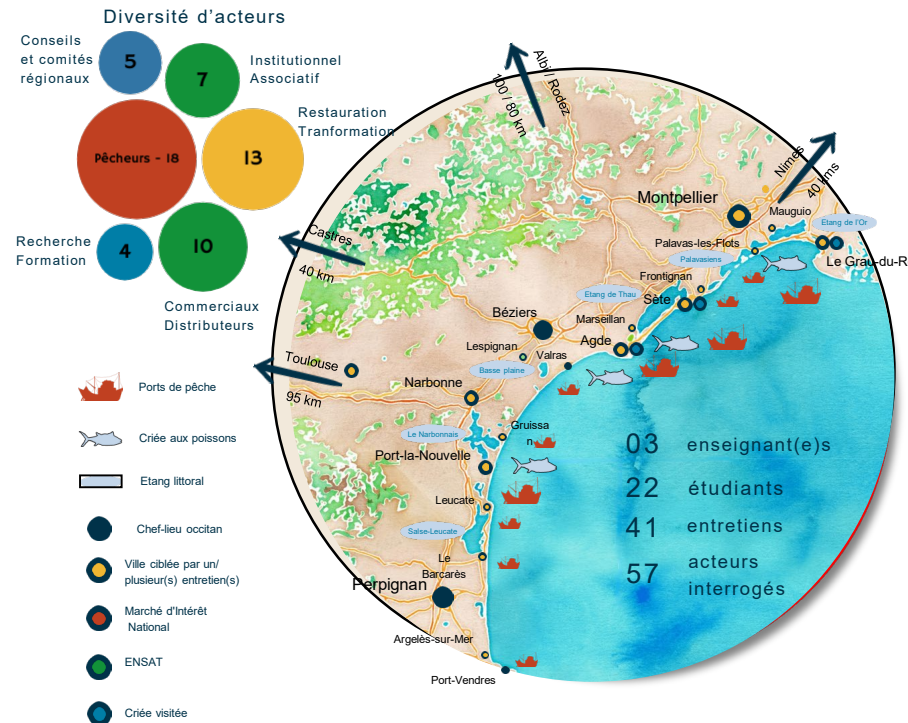 Diversité d'acteurs
Conseils
et comités
régionaux
5
7
Institutionnel
Associatif
Pêcheurs - 18
13
Restauration
Tranformation
Recherche
Formation
4
10
Commerciaux
Distributeurs
Ports de pêche
Criée aux poissons
Etang littoral
Chef-lieu occitan
Ville ciblée par un/
plusieur(s) entretien(s)
Marché d'Intérêt
National
ENSAT
Criée visitée
Albi / Rodez
100 / 80 km
Nimes
40 kms
Castres
40 km
Toulouse
95 km
Montpellier
Mauguio
Etang de l'Or
Palavas-les-Flots
Palavasiens
Le Grau-du-R
Frontignan
Etang de Thau
Sète
Marseillan
Béziers
Agde
Lespignan
Valras
Basse plaine
Narbonne
Gruissa
n
Le Narbonnais
Port-la-Nouvelle
Leucate
Salse-Leucate
Le
Barcarès
Perpignan
Argelès-sur-Mer
Port-Vendres
03 enseignant(e)s
22 étudiants
41 entretiens
57 acteurs
interrogés